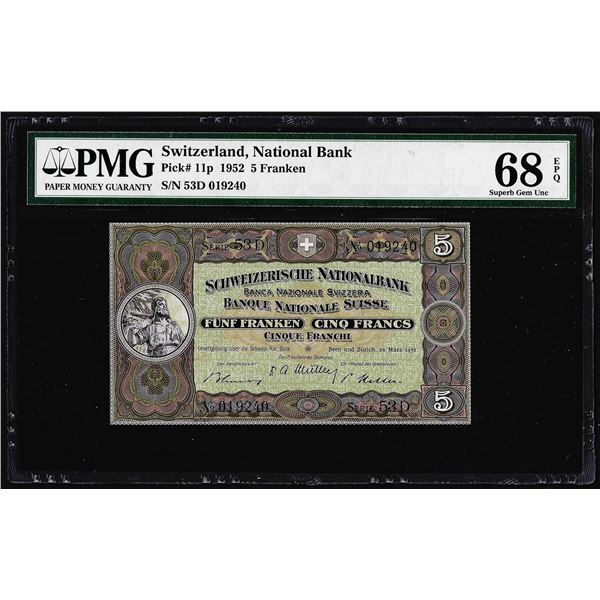 PMG
PAPER MONEY GUARANTY
Switzerland, National Bank
Pick# 11p 1952 5 Franken
S/N 53D 019240
68 EPQ
Superb Gem Unc
SERIE 53D
No 019240
5
SCHWEIZERISCHE NATIONALBANK
BANCA NAZIONALE SVIZZERA
BANQUE NATIONALE SUISSE
FÜNF FRANKEN CINQ FRANCS
CINQUE FRANCHI
Bern und Zürich, 28. März 1952
No 019240
SERIE 53D
5